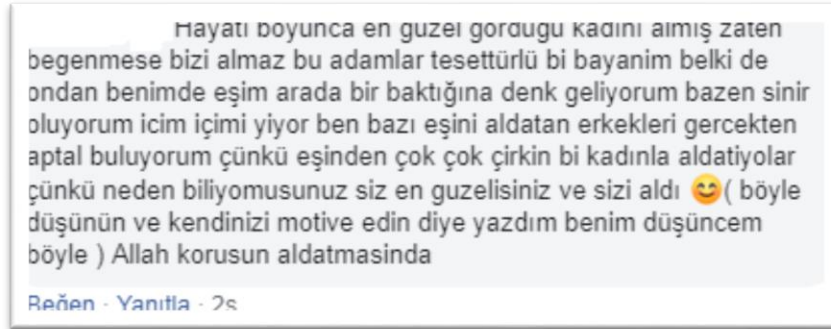 Hayatı boyunca en güzel gördüğü kadını almış zaten
begenmese bizi almaz bu adamlar tesettürlü bi bayanim belki de
ondan benimde eşim arada bir baktığına denk geliyorum bazen sinir
oluyorum icim içimi yiyor ben bazı eşini aldatan erkekleri gercekten
aptal buluyorum çünkü eşinden çok çok çirkin bi kadınla aldatiyolar
çünkü neden biliyomusunuz siz en guzelisiniz ve sizi aldı 😊( böyle
düşünün ve kendinizi motive edin diye yazdım benim düşüncem
böyle ) Allah korusun aldatmasinda
Beğen · Yanıtla · 2s